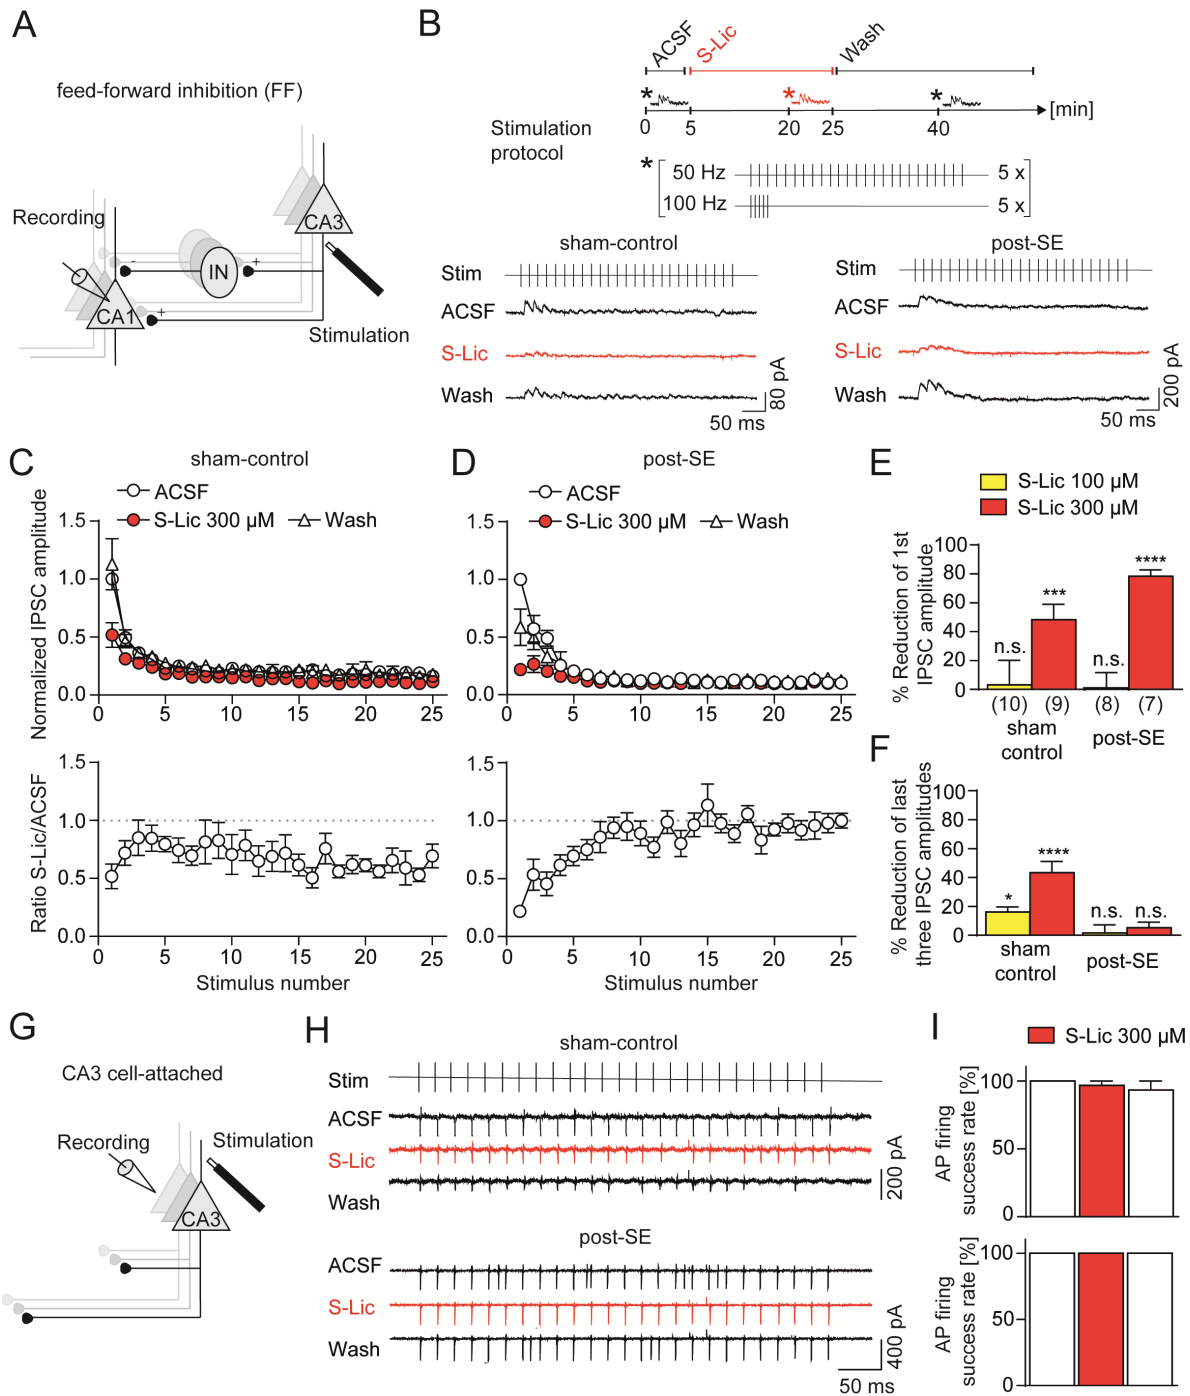 A
feed-forward inhibition (FF)
Recording
CA3
IN
-
+
+
CA1
Stimulation
B
ACSF
S-Lic
Wash
*
*
*
[min]
0 5 20 25 40
Stimulation
protocol
*
50 Hz 5 x
100 Hz 5 x
sham-control
Stim
ACSF
S-Lic
Wash
80 pA
50 ms
post-SE
Stim
ACSF
S-Lic
Wash
200 pA
50 ms
C
sham-control
ACSF
S-Lic 300 µM Wash
Normalized IPSC amplitude
1.5
1.0
0.5
0.0
0 5 10 15 20 25
Ratio S-Lic/ACSF
1.5
1.0
0.5
0.0
0 5 10 15 20 25
Stimulus number
D
post-SE
ACSF
S-Lic 300 µM Wash
1.5
1.0
0.5
0.0
0 5 10 15 20 25
1.5
1.0
0.5
0.0
0 5 10 15 20 25
Stimulus number
E
S-Lic 100 µM
S-Lic 300 µM
% Reduction of 1st
IPSC amplitude
100
80
60
40
20
0
n.s. *** n.s. ****
(10) (9) (8) (7)
sham
control
post-SE
F
% Reduction of last
three IPSC amplitudes
100
80
60
40
20
0
* **** n.s. n.s.
sham
control
post-SE
G
CA3 cell-attached
Recording
Stimulation
CA3
H
sham-control
Stim
ACSF
S-Lic
Wash
200 pA
post-SE
ACSF
S-Lic
Wash
400 pA
50 ms
I
S-Lic 300 µM
AP firing
success rate [%]
100
50
0
AP firing
success rate [%]
100
50
0